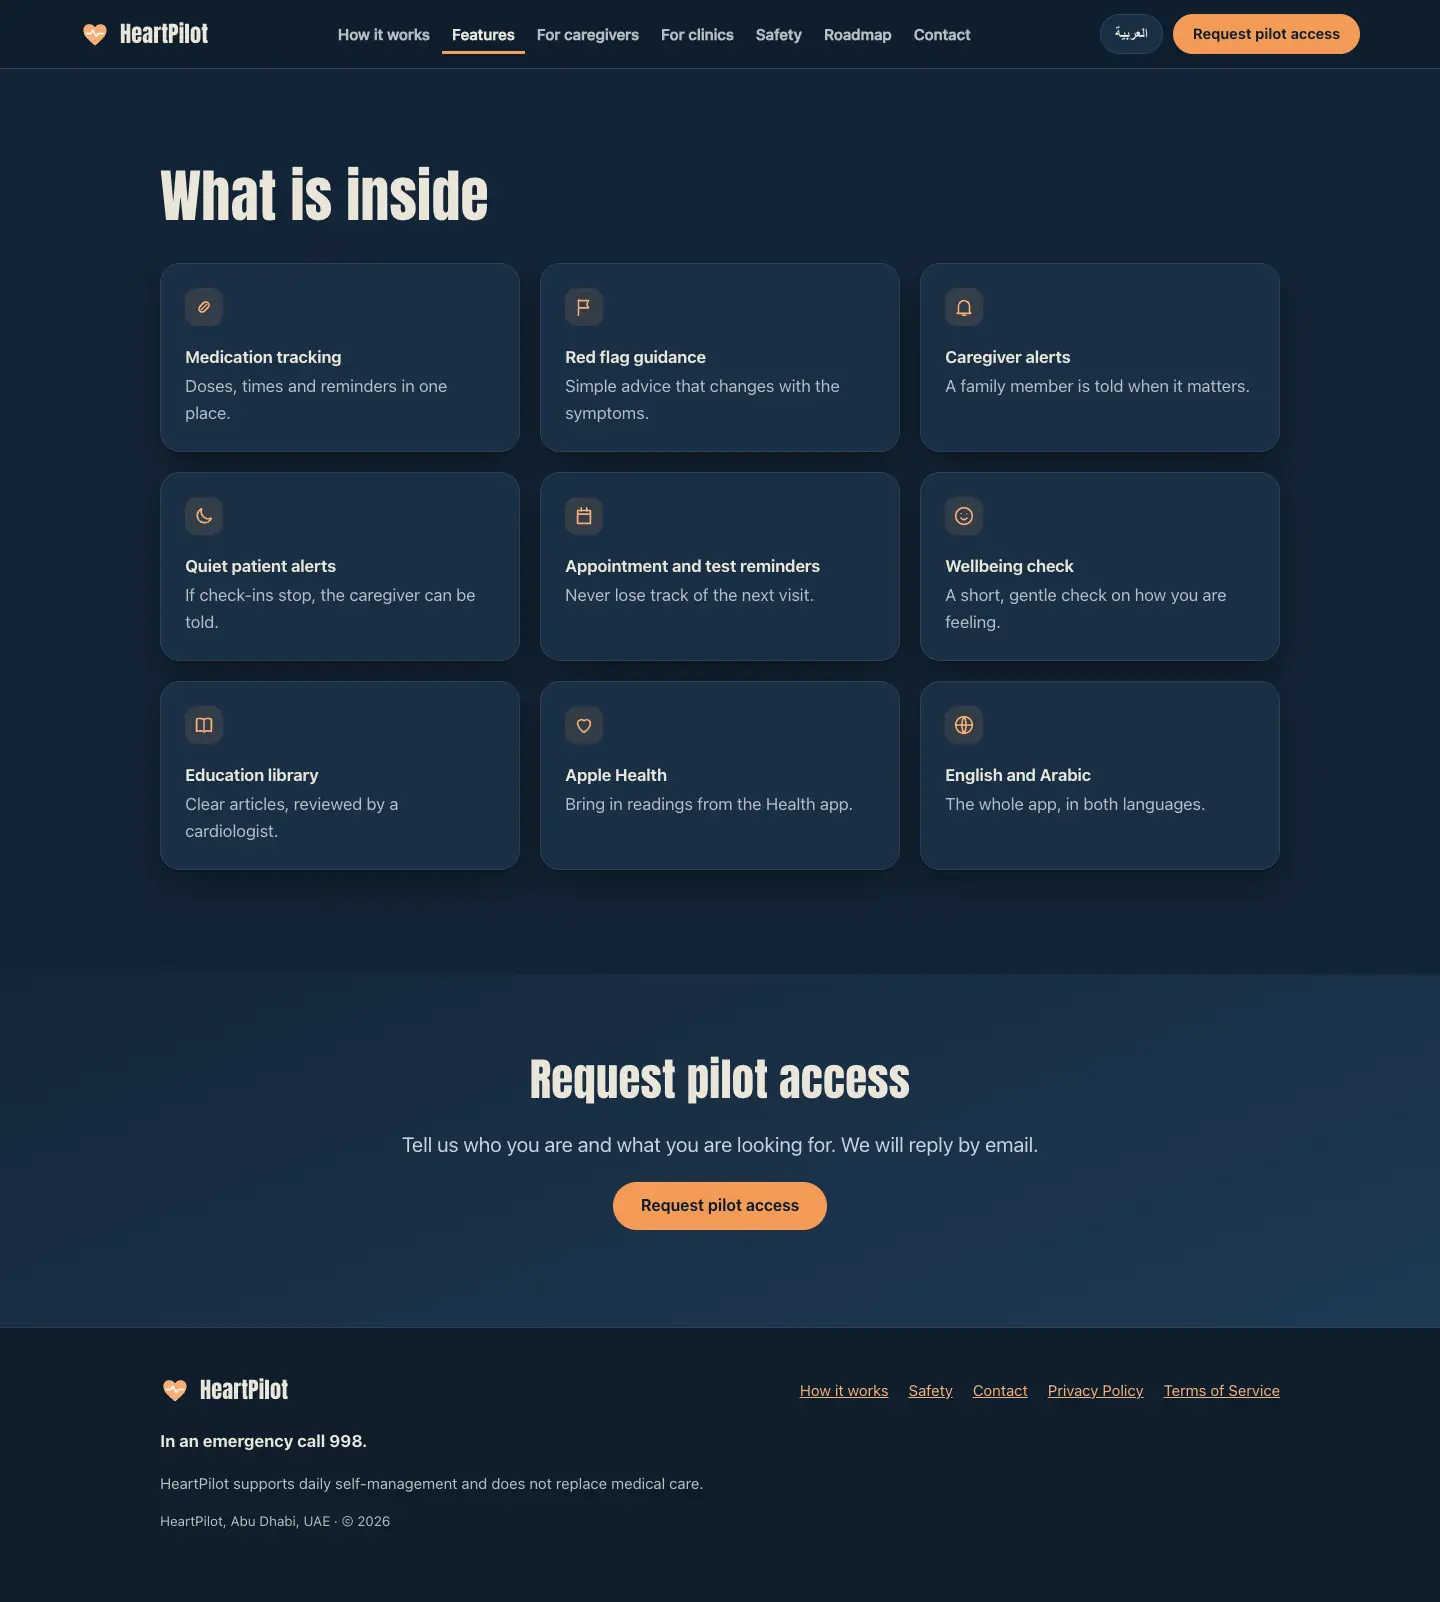 HeartPilot
How it works Features For caregivers For clinics Safety Roadmap Contact
العربية
Request pilot access
What is inside
Medication tracking
Doses, times and reminders in one
place.
Red flag guidance
Simple advice that changes with the
symptoms.
Caregiver alerts
A family member is told when it matters.
Quiet patient alerts
If check-ins stop, the caregiver can be
told.
Appointment and test reminders
Never lose track of the next visit.
Wellbeing check
A short, gentle check on how you are
feeling.
Education library
Clear articles, reviewed by a
cardiologist.
Apple Health
Bring in readings from the Health app.
English and Arabic
The whole app, in both languages.
Request pilot access
Tell us who you are and what you are looking for. We will reply by email.
Request pilot access
HeartPilot
How it works Safety Contact Privacy Policy Terms of Service
In an emergency call 998.
HeartPilot supports daily self-management and does not replace medical care.
HeartPilot, Abu Dhabi, UAE · © 2026